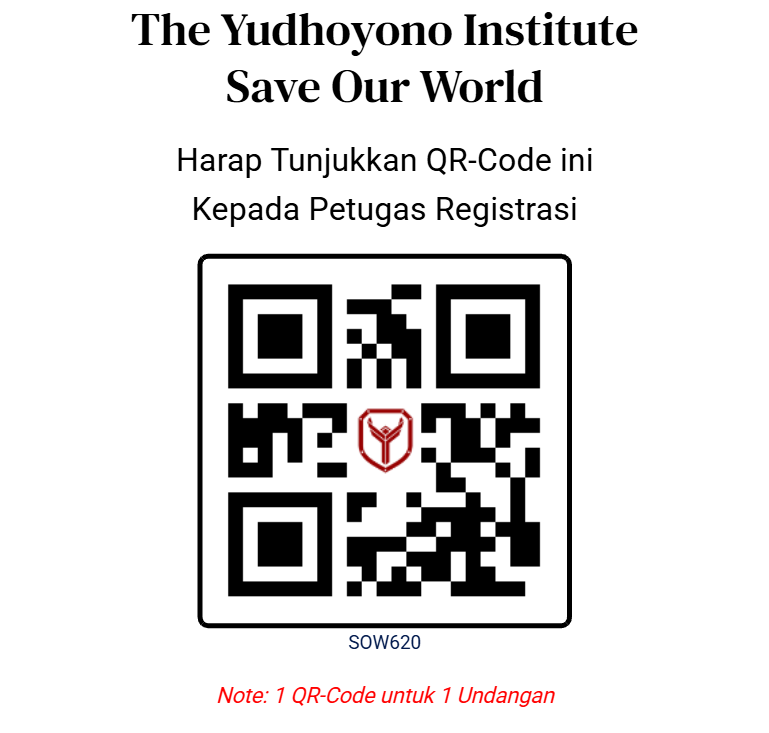 The Yudhoyono Institute
Save Our World
Harap Tunjukkan QR-Code ini
Kepada Petugas Registrasi
SOW620
Note: 1 QR-Code untuk 1 Undangan